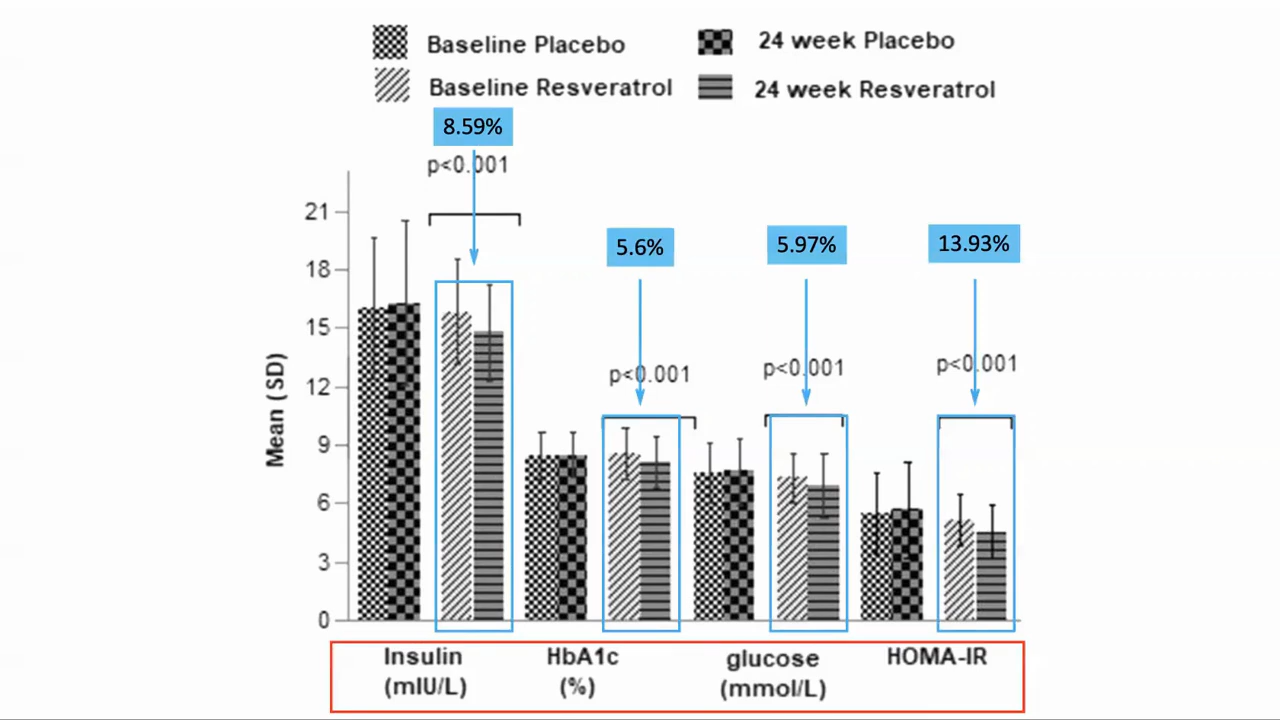 Baseline Placebo
24 week Placebo
Baseline Resveratrol
24 week Resveratrol
8.59%
p<0.001
5.6%
5.97%
13.93%
p<0.001
p<0.001
p<0.001
Mean (SD)
21
18
15
12
9
6
3
0
Insulin
(mIU/L)
HbA1c
(%)
glucose
(mmol/L)
HOMA-IR